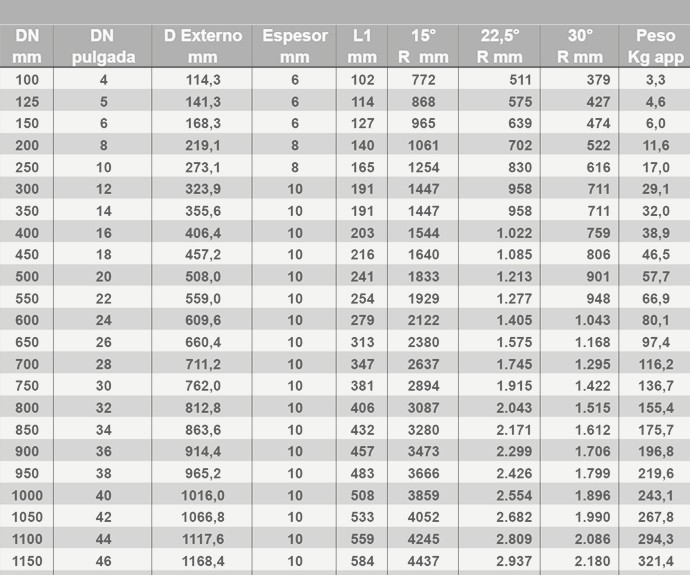 DN DN D Externo Espesor L1 15° 22,5° 30° Peso
mm pulgada mm mm mm R mm R mm R mm Kg app
100 4 114,3 6 102 772 511 379 3,3
125 5 141,3 6 114 868 575 427 4,6
150 6 168,3 6 127 965 639 474 6,0
200 8 219,1 8 140 1061 702 522 11,6
250 10 273,1 8 165 1254 830 616 17,0
300 12 323,9 10 191 1447 958 711 29,1
350 14 355,6 10 191 1447 958 711 32,0
400 16 406,4 10 203 1544 1.022 759 38,9
450 18 457,2 10 216 1640 1.085 806 46,5
500 20 508,0 10 241 1833 1.213 901 57,7
550 22 559,0 10 254 1929 1.277 948 66,9
600 24 609,6 10 279 2122 1.405 1.043 80,1
650 26 660,4 10 313 2380 1.575 1.168 97,4
700 28 711,2 10 347 2637 1.745 1.295 116,2
750 30 762,0 10 381 2894 1.915 1.422 136,7
800 32 812,8 10 406 3087 2.043 1.515 155,4
850 34 863,6 10 432 3280 2.171 1.612 175,7
900 36 914,4 10 457 3473 2.299 1.706 196,8
950 38 965,2 10 483 3666 2.426 1.799 219,6
1000 40 1016,0 10 508 3859 2.554 1.896 243,1
1050 42 1066,8 10 533 4052 2.682 1.990 267,8
1100 44 1117,6 10 559 4245 2.809 2.086 294,3
1150 46 1168,4 10 584 4437 2.937 2.180 321,4